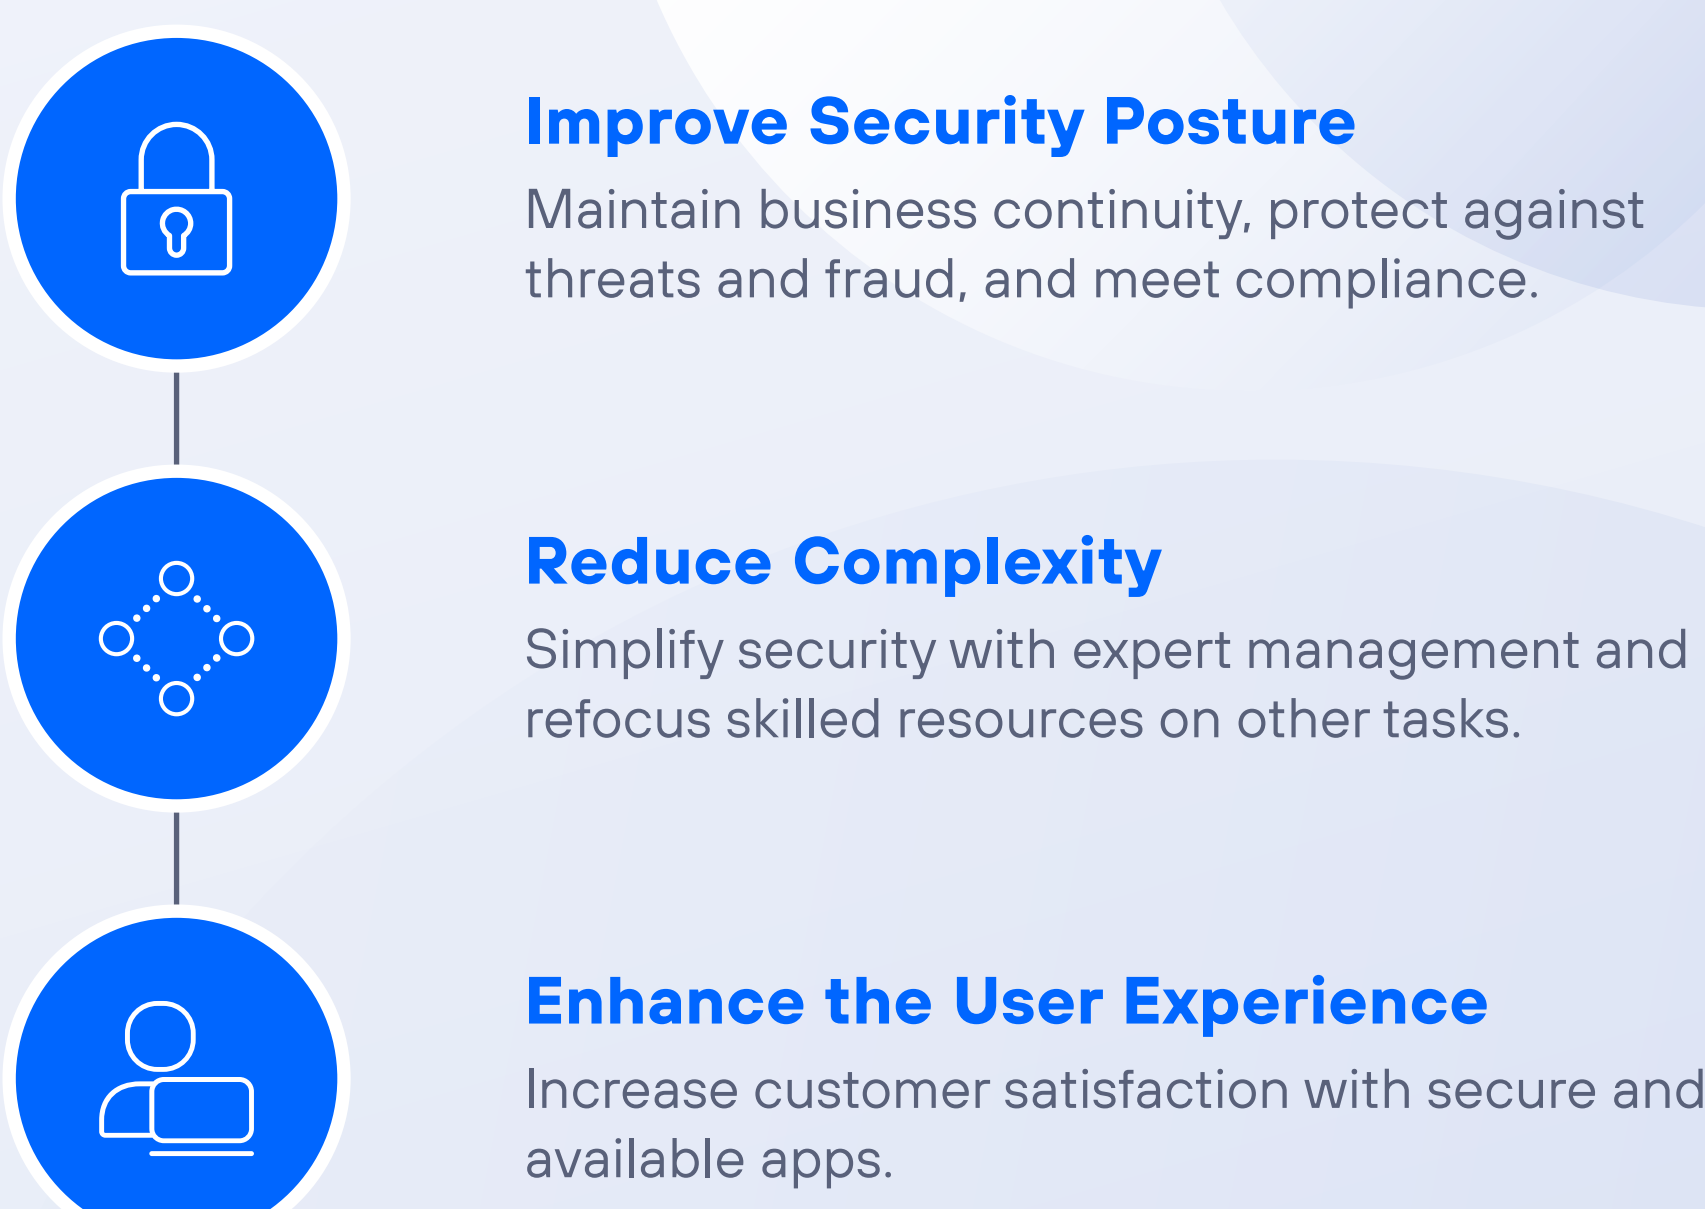 Improve Security Posture
Maintain business continuity, protect against
threats and fraud, and meet compliance.
Reduce Complexity
Simplify security with expert management and
refocus skilled resources on other tasks.
Enhance the User Experience
Increase customer satisfaction with secure and
available apps.